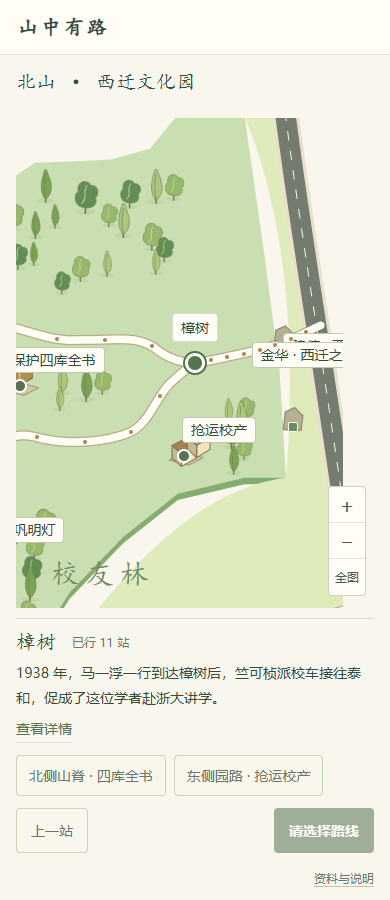 山中有路
北山 • 西迁文化园
樟树
金华 · 西迁之
保护四库全书
抢运校产
巩明灯
校友林
+
−
全图
樟树 已行 11 站
1938 年，马一浮一行到达樟树后，竺可桢派校车接往泰
和，促成了这位学者赴浙大讲学。
查看详情
北侧山脊 · 四库全书
东侧园路 · 抢运校产
上一站
请选择路线
资料与说明